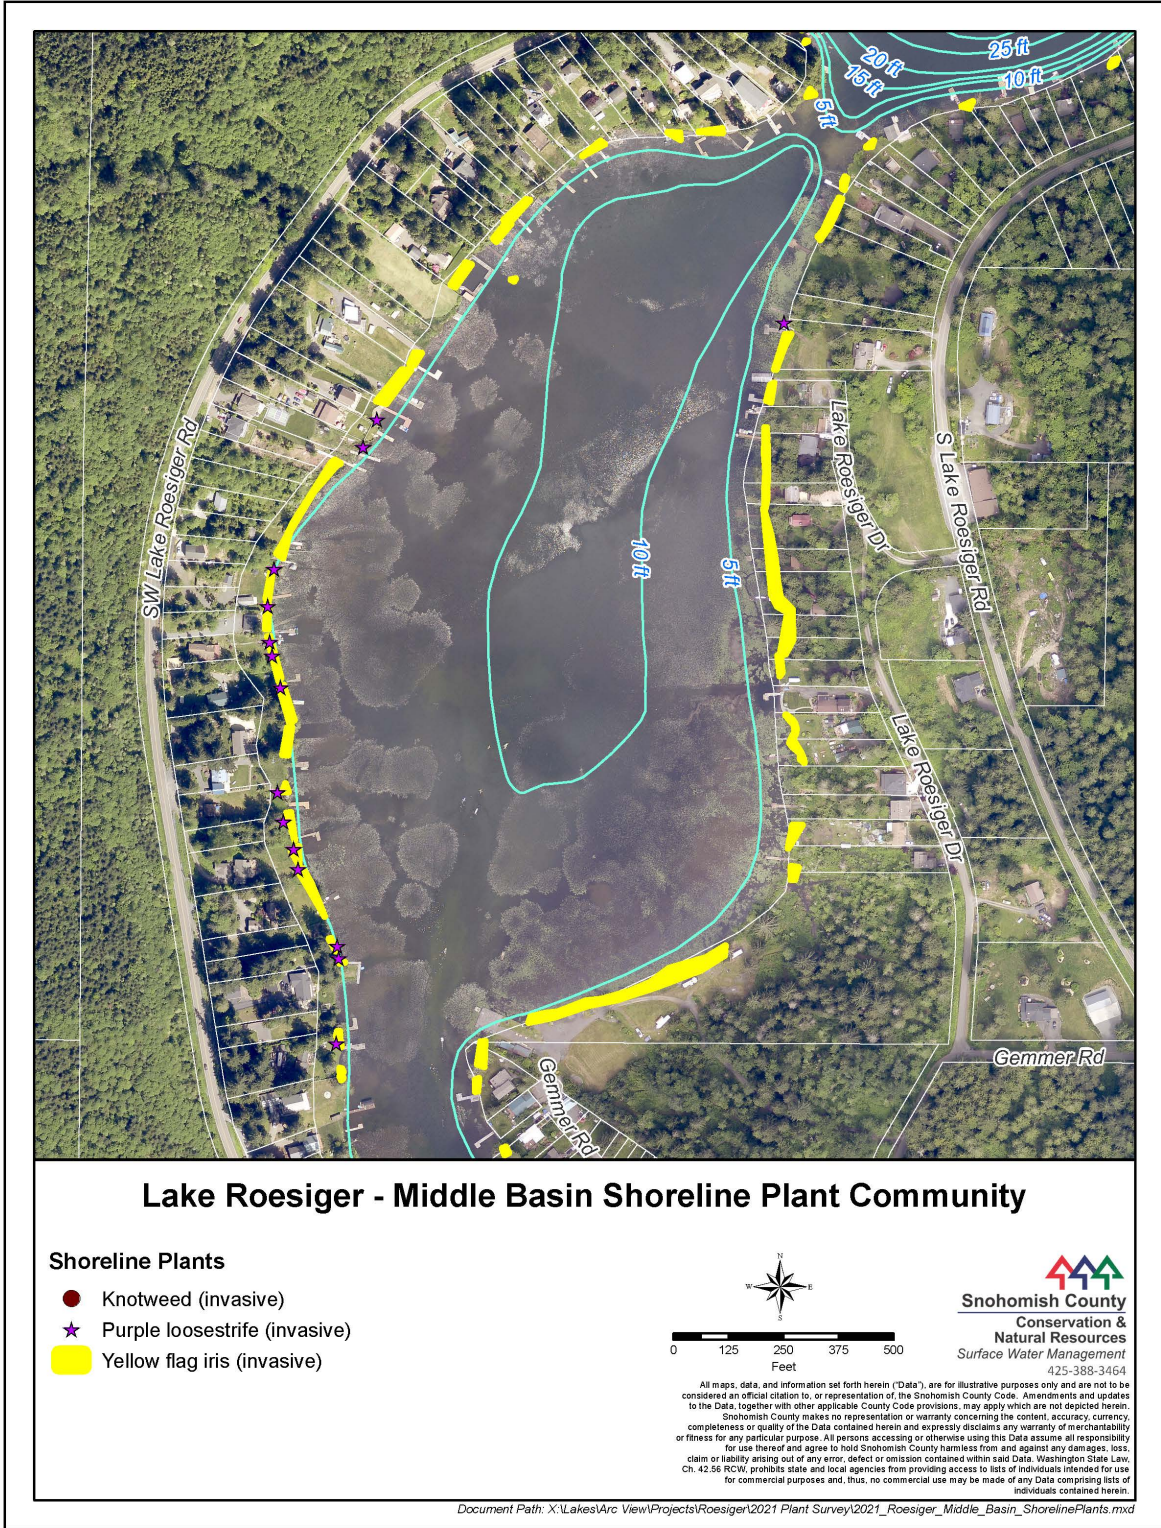 25 ft
20 ft
15 ft
10 ft
5 ft
SW Lake Roesiger Rd
Lake Roesiger Dr
S Lake Roesiger Rd
10 ft
5 ft
Lake Roesiger Dr
Gemmer Rd
Gemmer Rd
Lake Roesiger - Middle Basin Shoreline Plant Community
Shoreline Plants
Knotweed (invasive)
Purple loosestrife (invasive)
Yellow flag iris (invasive)
N
W E
S
0 125 250 375 500
Feet
Snohomish County
Conservation &
Natural Resources
Surface Water Management
425-388-3464
All maps, data, and information set forth herein ("Data"), are for illustrative purposes only and are not to be
considered an official citation to, or representation of, the Snohomish County Code. Amendments and updates
to the Data, together with other applicable County Code provisions, may apply which are not depicted herein.
Snohomish County makes no representation or warranty concerning the content, accuracy, currency,
completeness or quality of the Data contained herein and expressly disclaims any warranty of merchantability
or fitness for any particular purpose. All persons accessing or otherwise using this Data assume all responsibility
for use thereof and agree to hold Snohomish County harmless from and against any damages, loss,
claim or liability arising out of any error, defect or omission contained within said Data. Washington State Law,
Ch. 42.56 RCW, prohibits state and local agencies from providing access to lists of individuals intended for use
for commercial purposes and, thus, no commercial use may be made of any Data comprising lists of
individuals contained herein.
Document Path: X:\Lakes\Arc View\Projects\Roesiger\2021 Plant Survey\2021_Roesiger_Middle_Basin_ShorelinePlants.mxd